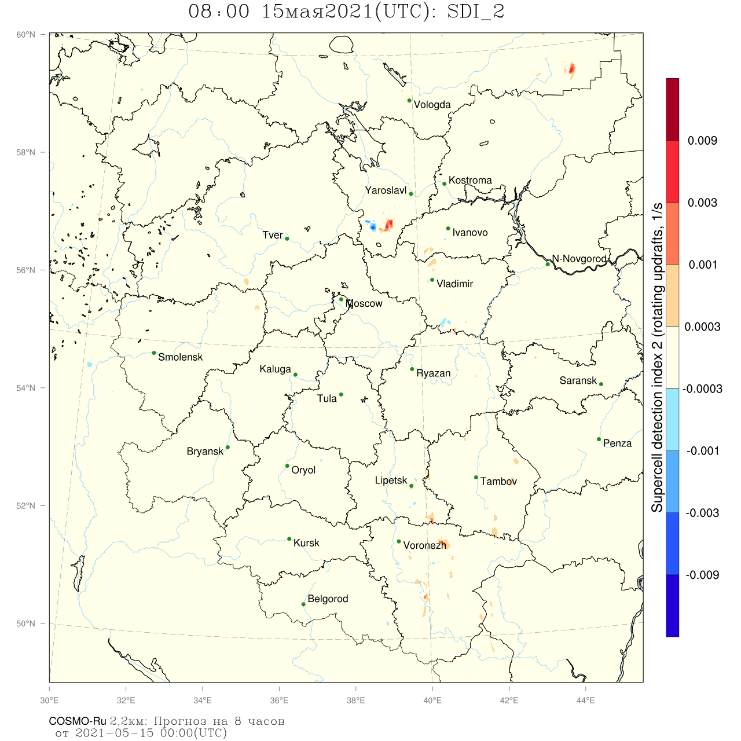 08:00 15мая2021(UTC): SDI_2
60°N
58°N
56°N
54°N
52°N
50°N
30°E 32°E 34°E 36°E 38°E 40°E 42°E 44°E
Vologda
Kostroma
Yaroslavl
Ivanovo
Tver
N-Novgorod
Vladimir
Moscow
Smolensk
Kaluga
Ryazan
Saransk
Tula
Penza
Bryansk
Oryol
Lipetsk
Tambov
Kursk
Voronezh
Belgorod
0.009
0.003
0.001
0.0003
-0.0003
-0.001
-0.003
-0.009
Supercell detection index 2 (rotating updrafts, 1/s
COSMO-Ru 2.2км: Прогноз на 8 часов
от 2021-05-15 00:00(UTC)